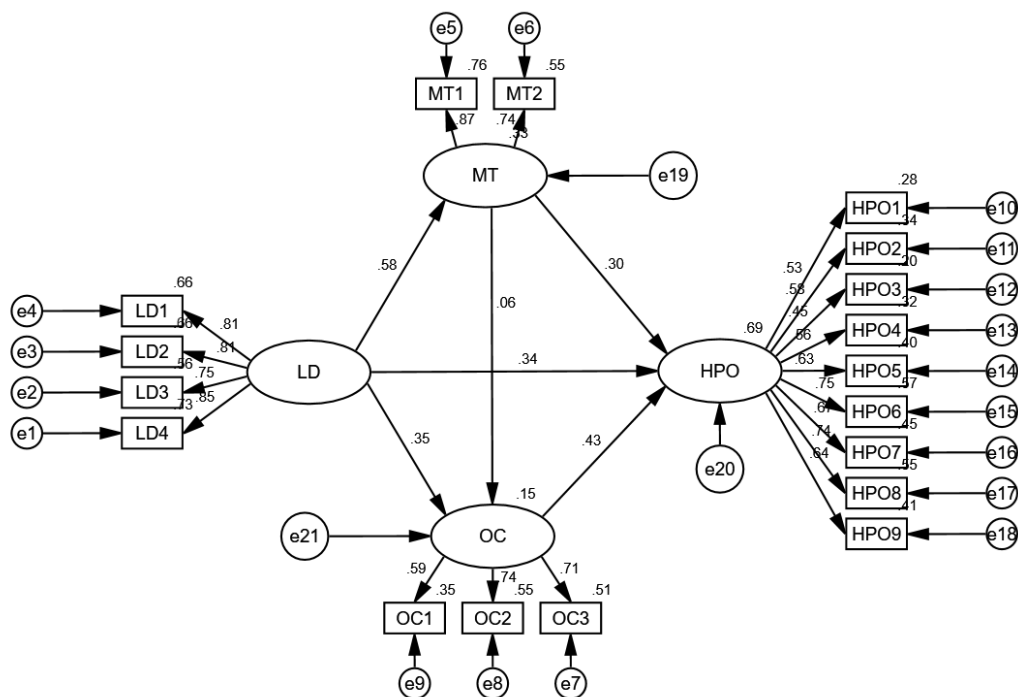 e5 e6
.76 .55
MT1 MT2
.87 .74
.33
MT e19
.28
HPO1 e10
.34
.58 .30 HPO2 e11
.20
.53 HPO3 e12
.66 .06 .58 .32
e4 LD1 .45
.81 .69 .56 HPO4 e13
.66 .40
e3 LD2 .81 .34 .63
.56 .75 LD HPO HPO5 e14
e2 LD3 .75 .57
.73 .85 .67 HPO6 e15
e1 LD4 .74 .45
.35 .43 .64 HPO7 e16
e20 .55
HPO8 e17
.15 .41
e21 OC HPO9 e18
.59 .74 .71
.35 .55 .51
OC1 OC2 OC3
e9 e8 e7